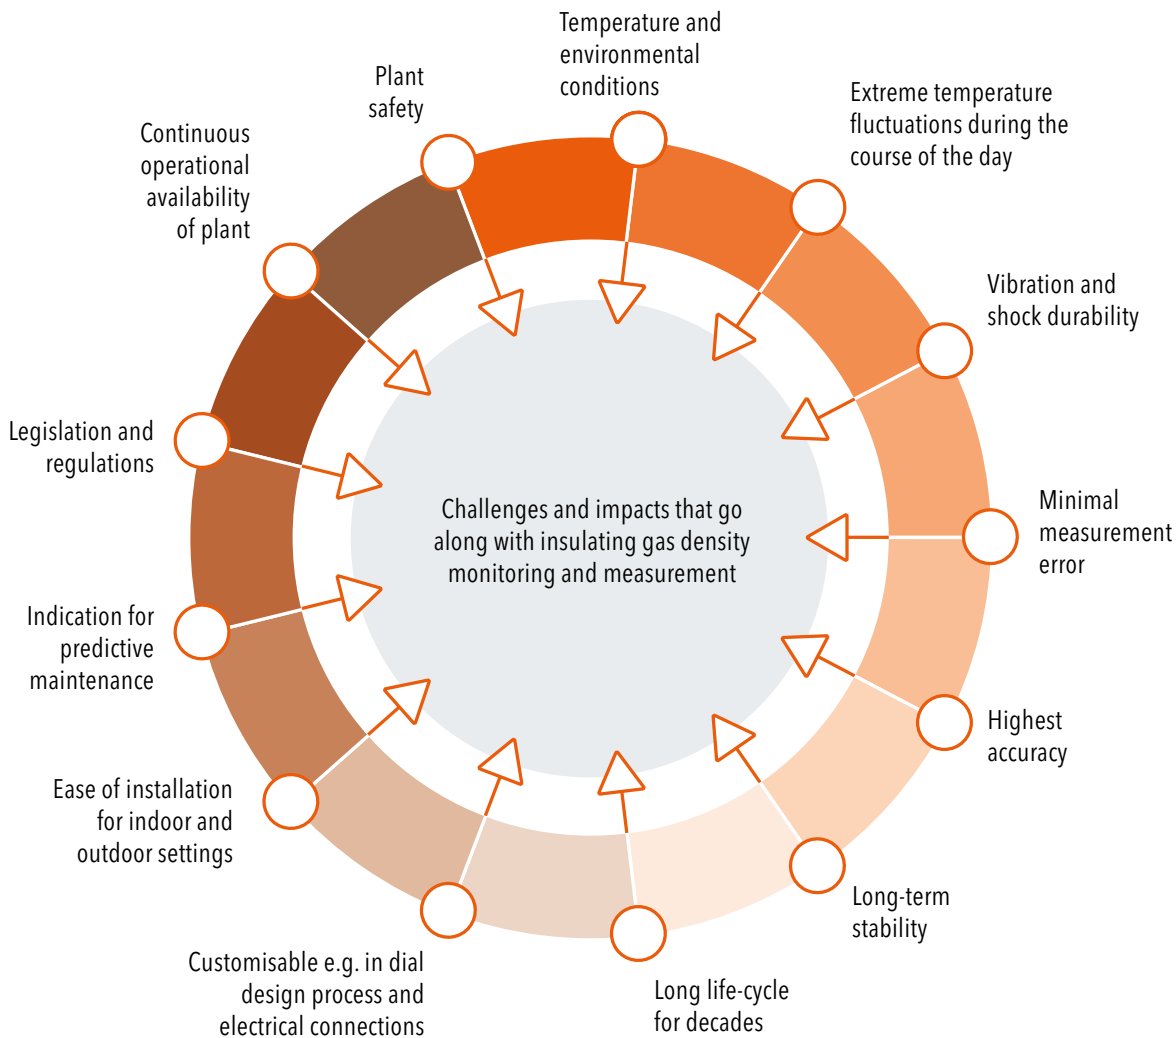 Temperature and
environmental
conditions
Extreme temperature
fluctuations during the
course of the day
Vibration and
shock durability
Minimal
measurement
error
Highest
accuracy
Long-term
stability
Long life-cycle
for decades
Customisable e.g. in dial
design process and
electrical connections
Ease of installation
for indoor and
outdoor settings
Indication for
predictive
maintenance
Legislation and
regulations
Continuous
operational
availability
of plant
Plant
safety
Challenges and impacts that go
along with insulating gas density
monitoring and measurement